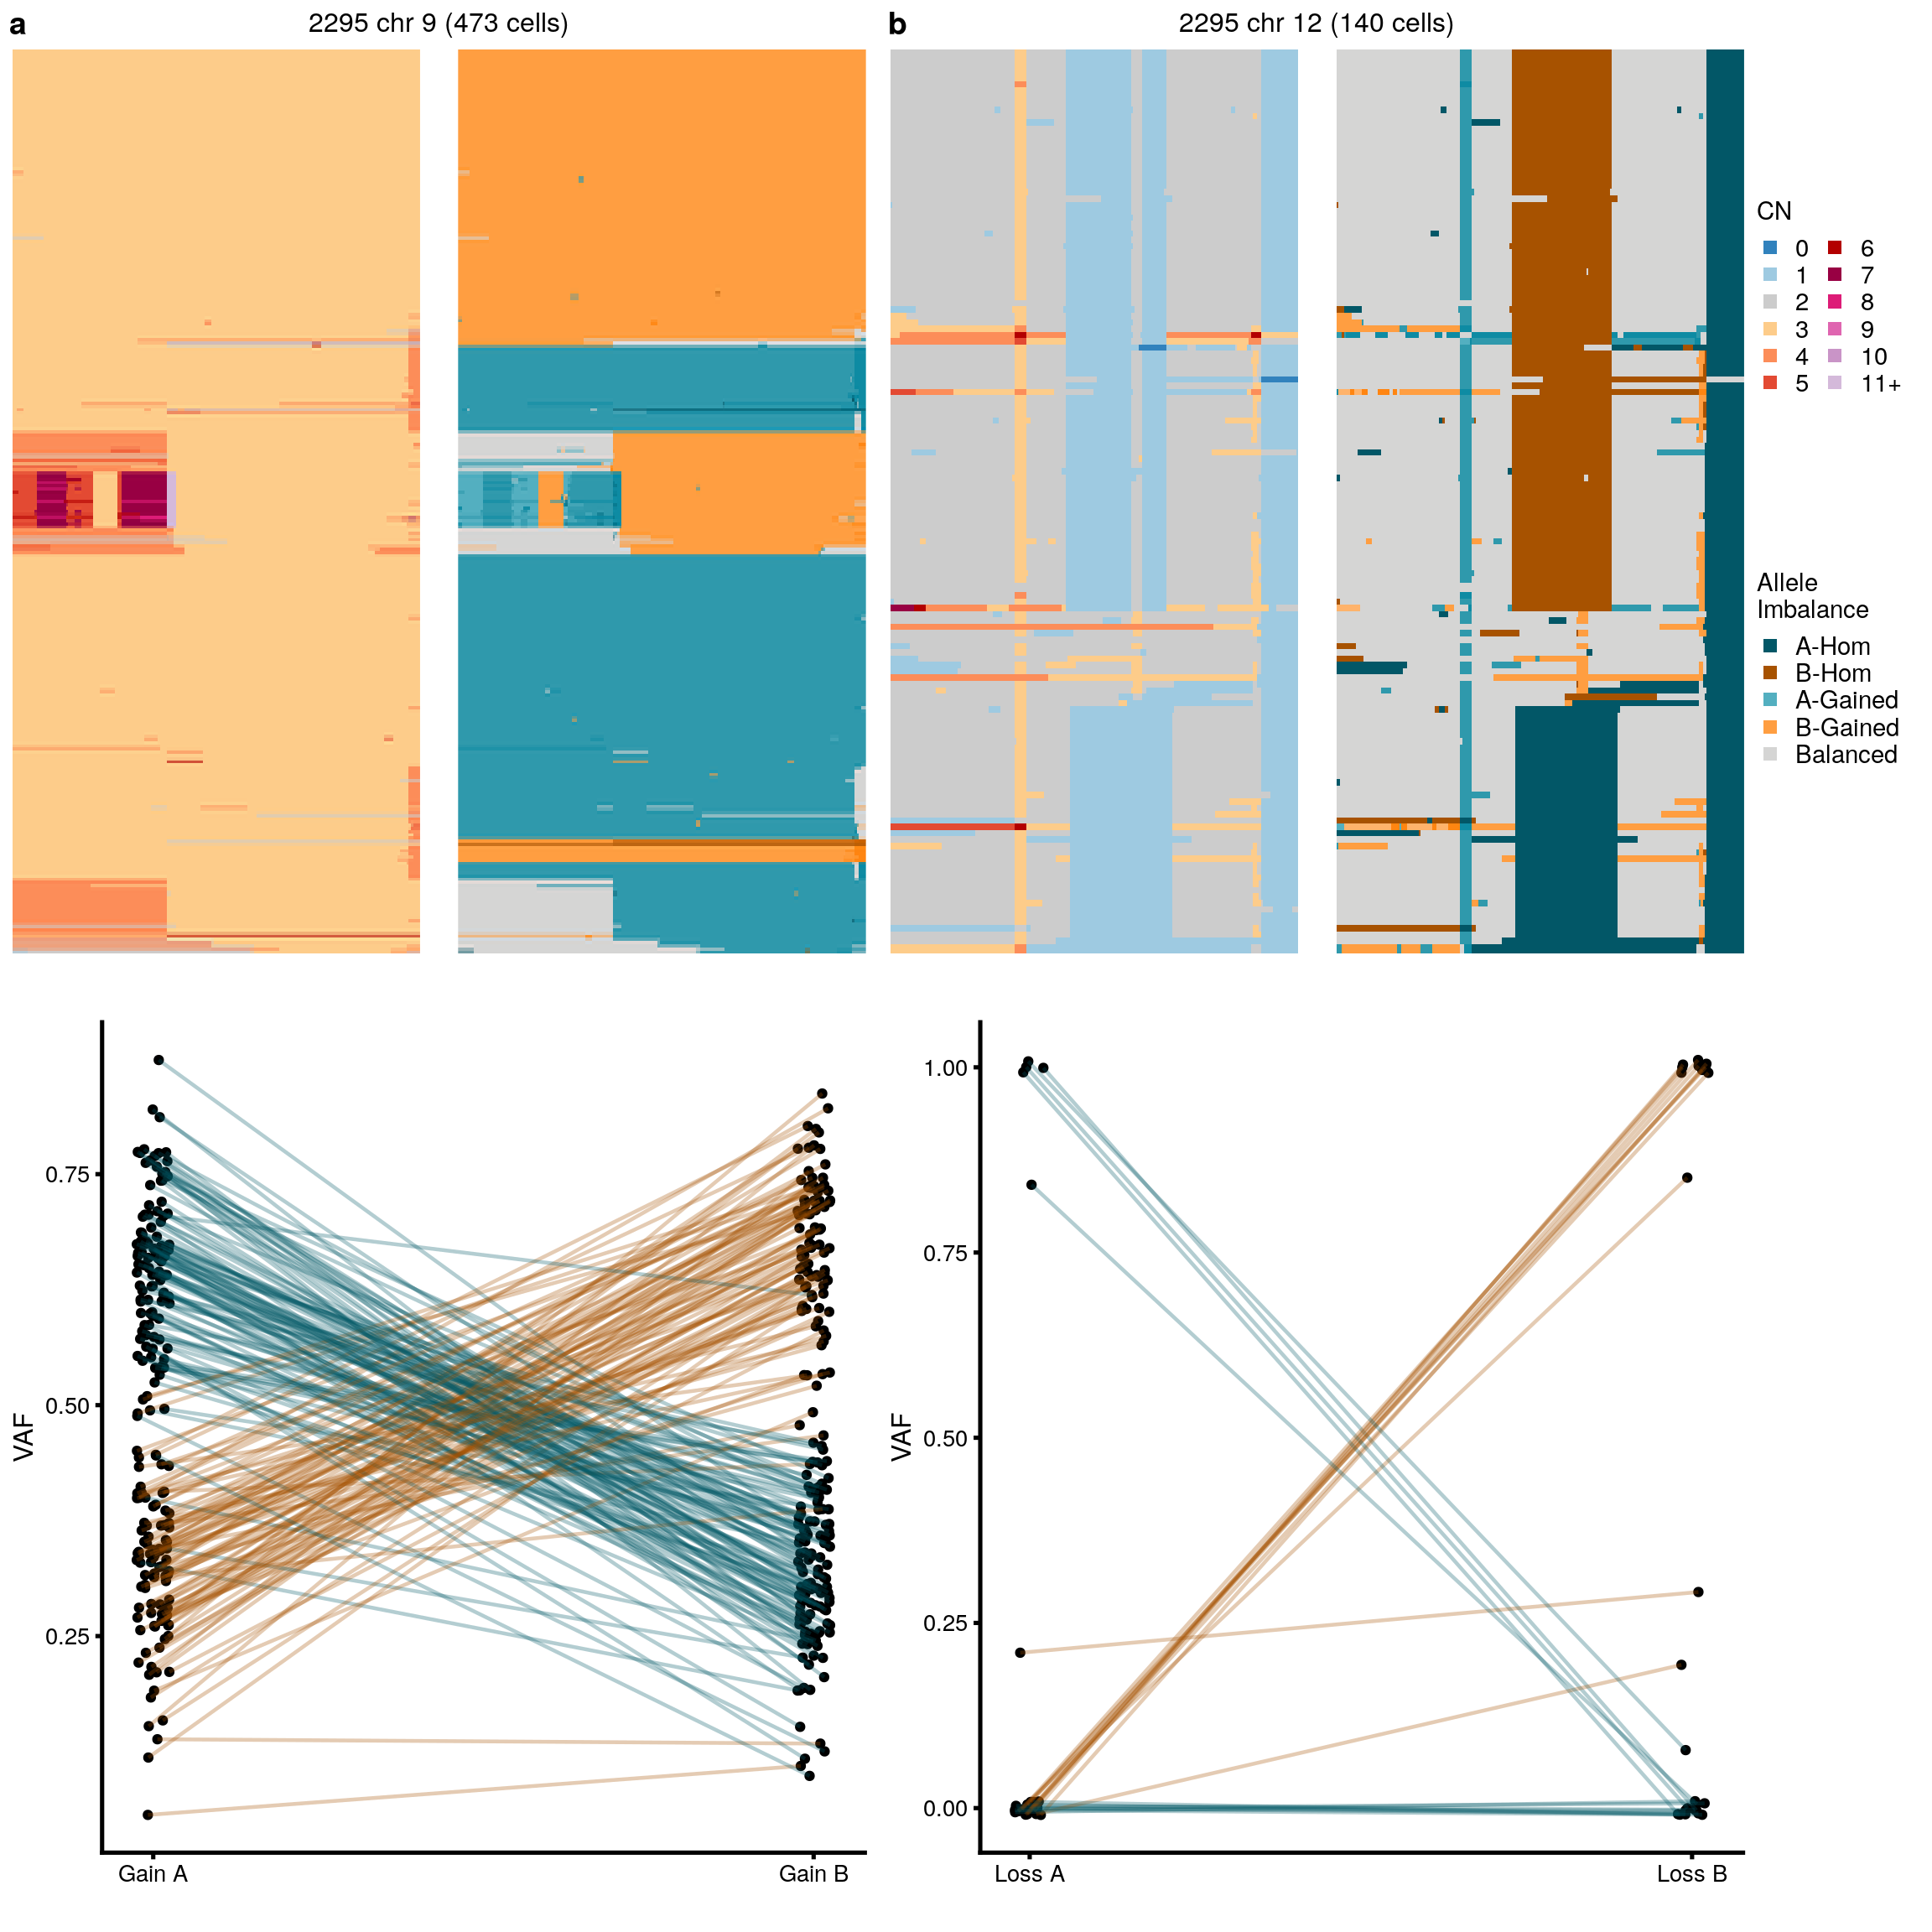 a
2295 chr 9 (473 cells)
b
2295 chr 12 (140 cells)
CN
0 6
1 7
2 8
3 9
4 10
5 11+
Allele
Imbalance
A-Hom
B-Hom
A-Gained
B-Gained
Balanced
VAF
0.75
0.50
0.25
Gain A
Gain B
VAF
1.00
0.75
0.50
0.25
0.00
Loss A
Loss B